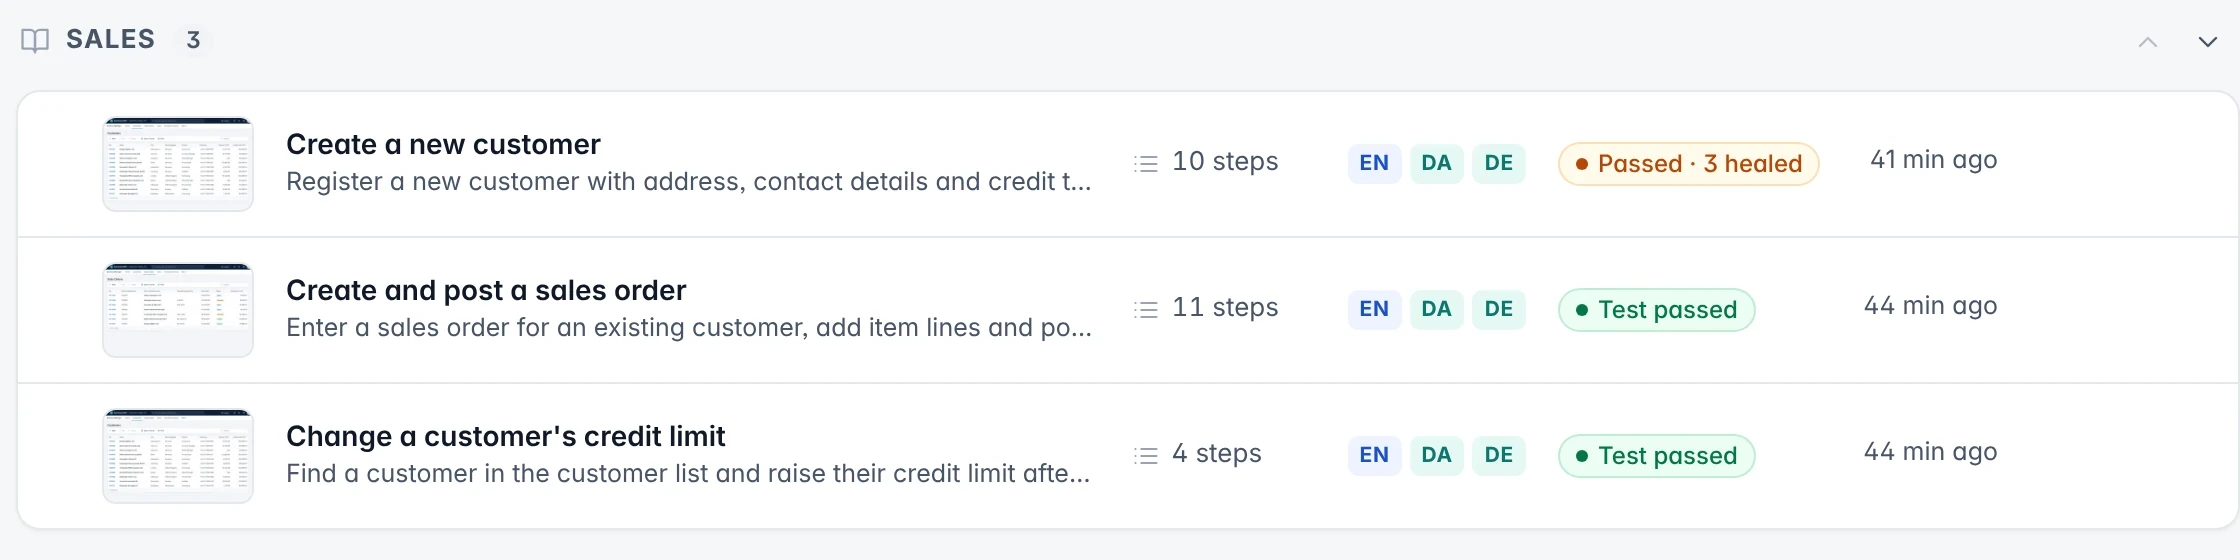 SALES 3
Create a new customer
Register a new customer with address, contact details and credit t...
10 steps
EN DA DE
Passed · 3 healed
41 min ago
Create and post a sales order
Enter a sales order for an existing customer, add item lines and po...
11 steps
EN DA DE
Test passed
44 min ago
Change a customer's credit limit
Find a customer in the customer list and raise their credit limit afte...
4 steps
EN DA DE
Test passed
44 min ago